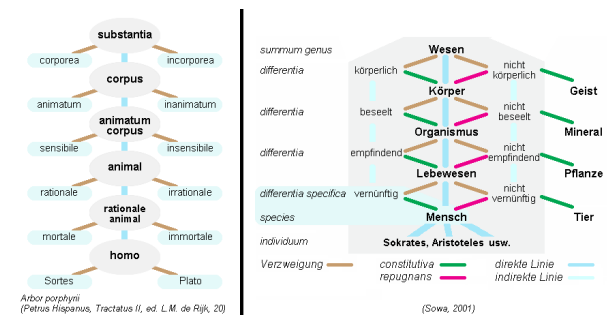 substantia
corporea incorporea
corpus
animatum inanimatum
animatum
corpus
sensibile insensibile
animal
rationale irrationale
rationale
animal
mortale immortale
homo
Sortes Plato
Arbor porphyrii
(Petrus Hispanus, Tractatus II, ed. L.M. de Rijk, 20)
summum genus Wesen
differentia körperlich nicht
körperlich
Körper Geist
differentia beseelt nicht
beseelt
Organismus Mineral
differentia empfindend nicht
empfindend
Lebewesen Pflanze
differentia specifica vernünftig nicht
vernünftig
species Mensch Tier
individuum Sokrates, Aristoteles usw.
Verzweigung constitutiva direkte Linie
repugnans indirekte Linie
(Sowa, 2001)